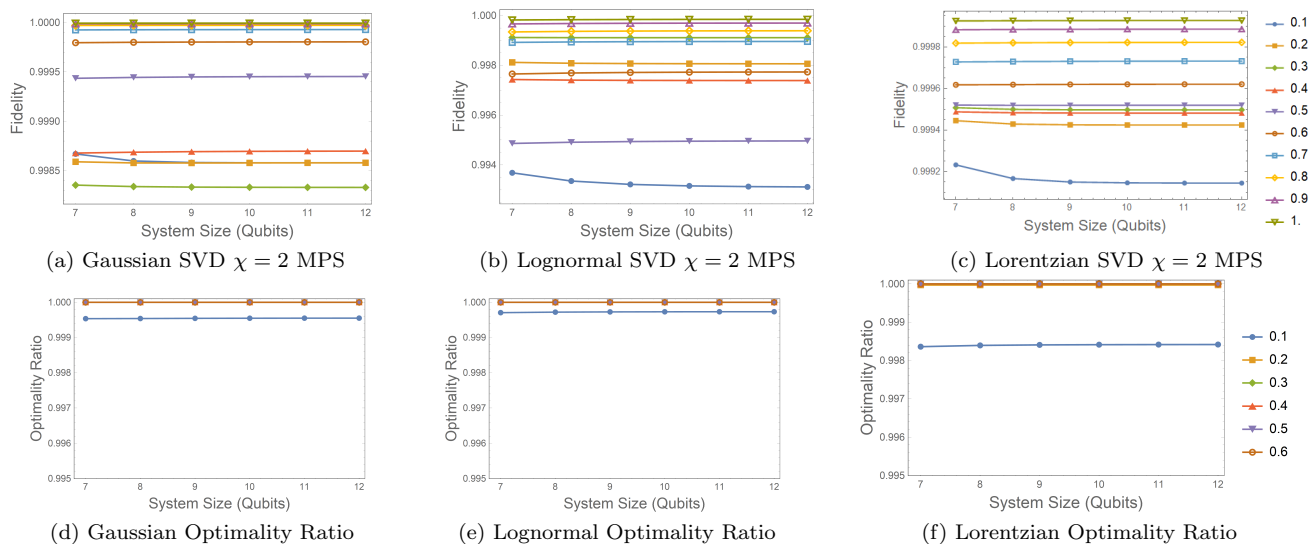 1.0000
0.9995
0.9990
0.9985
Fidelity
7 8 9 10 11 12
System Size (Qubits)
(a) Gaussian SVD χ = 2 MPS
1.000
0.998
0.996
0.994
Fidelity
7 8 9 10 11 12
System Size (Qubits)
(b) Lognormal SVD χ = 2 MPS
0.9998
0.9996
0.9994
0.9992
Fidelity
7 8 9 10 11 12
System Size (Qubits)
(c) Lorentzian SVD χ = 2 MPS
0.1
0.2
0.3
0.4
0.5
0.6
0.7
0.8
0.9
1.
1.000
0.999
0.998
0.997
0.996
0.995
Optimality Ratio
7 8 9 10 11 12
System Size (Qubits)
(d) Gaussian Optimality Ratio
1.000
0.999
0.998
0.997
0.996
0.995
Optimality Ratio
7 8 9 10 11 12
System Size (Qubits)
(e) Lognormal Optimality Ratio
1.000
0.999
0.998
0.997
0.996
0.995
Optimality Ratio
7 8 9 10 11 12
System Size (Qubits)
(f) Lorentzian Optimality Ratio
0.1
0.2
0.3
0.4
0.5
0.6